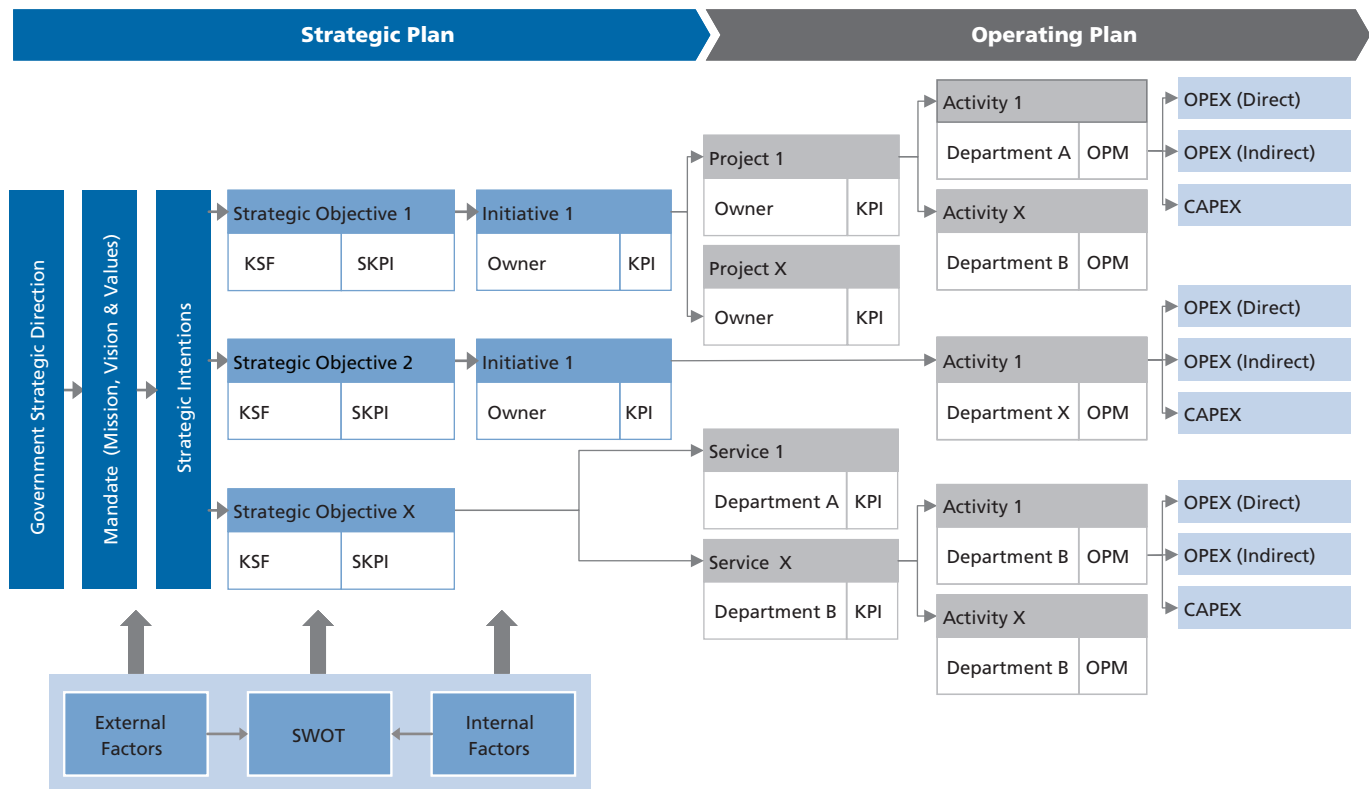 Strategic Plan
Operating Plan
Government Strategic Direction
Mandate (Mission, Vision & Values)
Strategic Intentions
Strategic Objective 1
KSF
SKPI
Initiative 1
Owner
KPI
Strategic Objective 2
KSF
SKPI
Initiative 1
Owner
KPI
Strategic Objective X
KSF
SKPI
Project 1
Owner
KPI
Project X
Owner
KPI
Service 1
Department A
KPI
Service X
Department B
KPI
Activity 1
Department A
OPM
Activity X
Department B
OPM
Activity 1
Department X
OPM
Activity 1
Department B
OPM
Activity X
Department B
OPM
OPEX (Direct)
OPEX (Indirect)
CAPEX
OPEX (Direct)
OPEX (Indirect)
CAPEX
OPEX (Direct)
OPEX (Indirect)
CAPEX
External
Factors
SWOT
Internal
Factors